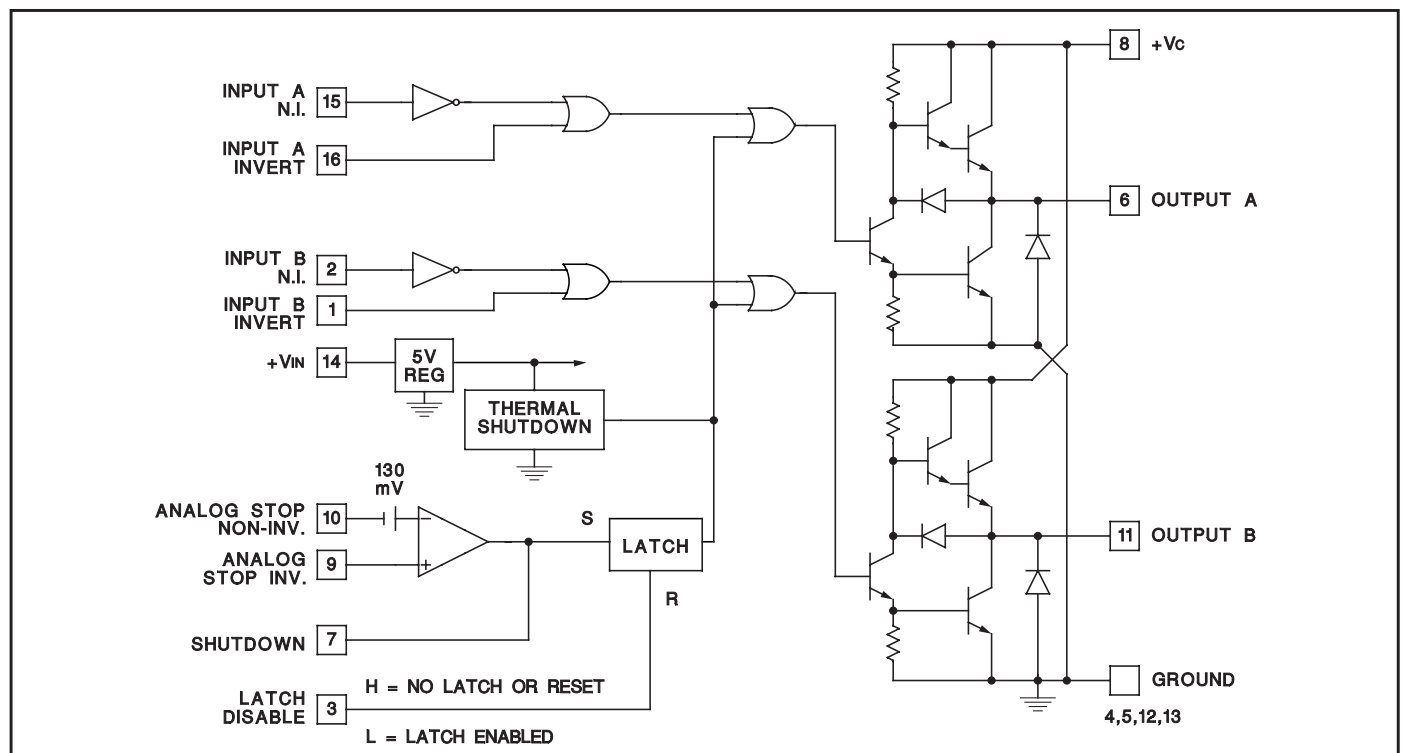 INPUT A
N.I.
15
INPUT A
INVERT
16
INPUT B
N.I.
2
INPUT B
INVERT
1
+VIN
14
5V
REG
THERMAL
SHUTDOWN
130
mV
ANALOG STOP
NON-INV.
10
−
ANALOG
STOP INV.
9
+
S
LATCH
R
SHUTDOWN
7
LATCH
DISABLE
3
H = NO LATCH OR RESET
L = LATCH ENABLED
8
+VC
6
OUTPUT A
11
OUTPUT B
GROUND
4,5,12,13